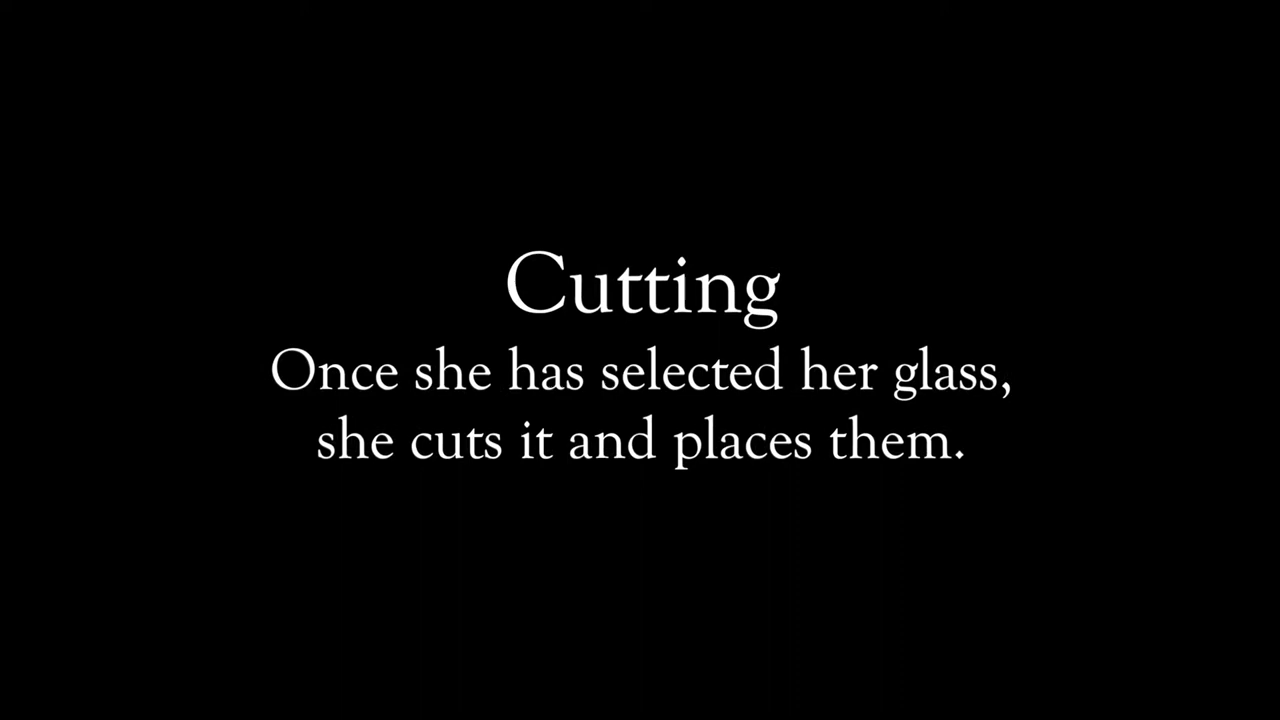 Cutting
Once she has selected her glass,
she cuts it and places them.